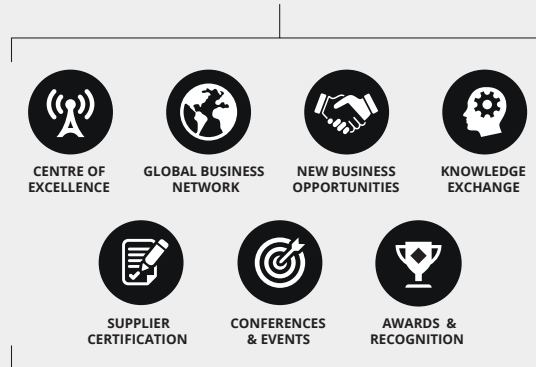 CENTRE OF
EXCELLENCE
GLOBAL BUSINESS
NETWORK
NEW BUSINESS
OPPORTUNITIES
KNOWLEDGE
EXCHANGE
SUPPLIER
CERTIFICATION
CONFERENCES
& EVENTS
AWARDS &
RECOGNITION